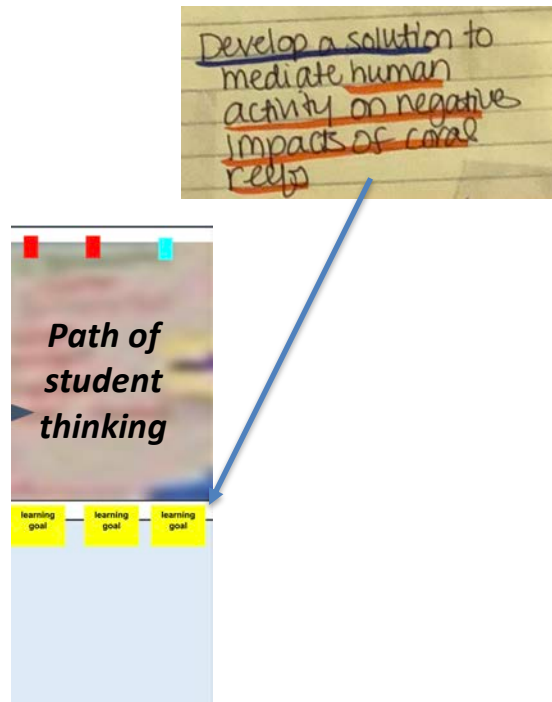 Develop a solution to
mediate human
activity on negative
impacts of coral
reefs
Path of
student
thinking
learning
goal
learning
goal
learning
goal